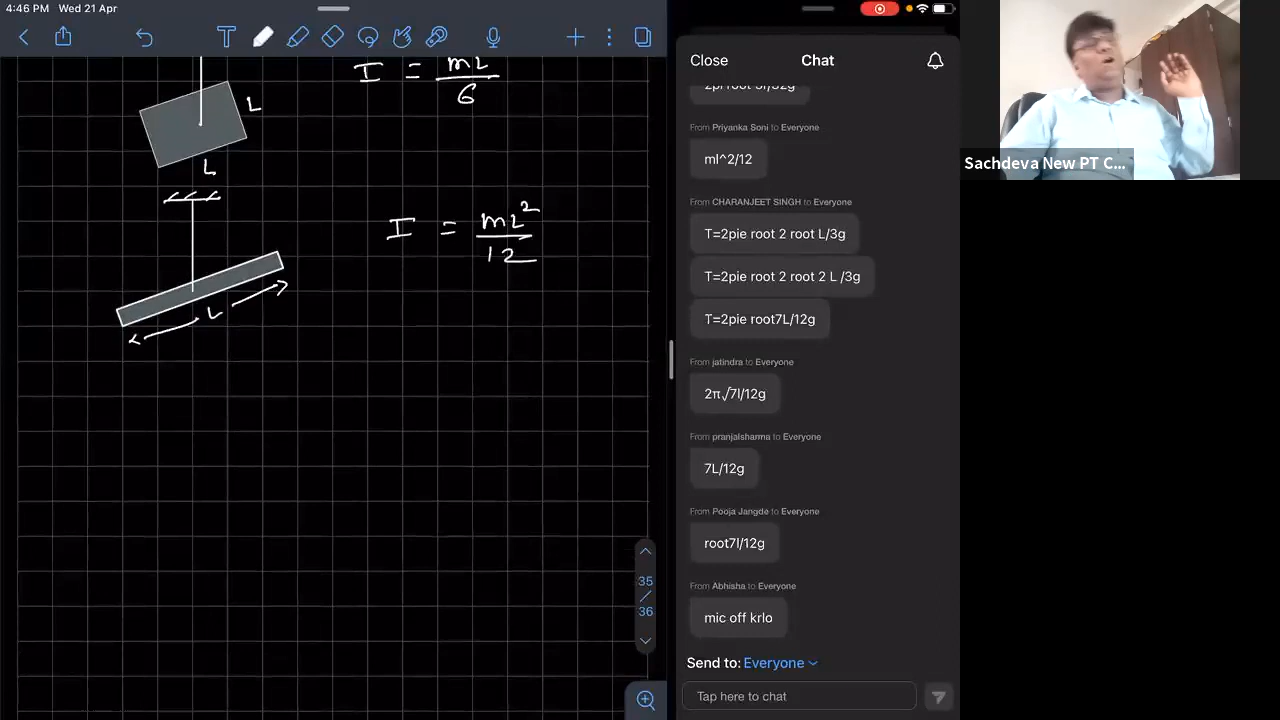 4:46 PM Wed 21 Apr
I = mL
6
L
L
I = mL²
12
L
35
36
Close
Chat
2pi root 5l/32g
From Priyanka Soni to Everyone
ml^2/12
From CHARANJEET SINGH to Everyone
T=2pie root 2 root L/3g
T=2pie root 2 root 2 L /3g
T=2pie root7L/12g
From jatindra to Everyone
2π√7l/12g
From pranjalsharma to Everyone
7L/12g
From Pooja Jangde to Everyone
root7l/12g
From Abhisha to Everyone
mic off krlo
Send to: Everyone
Tap here to chat
Sachdeva New PT C...